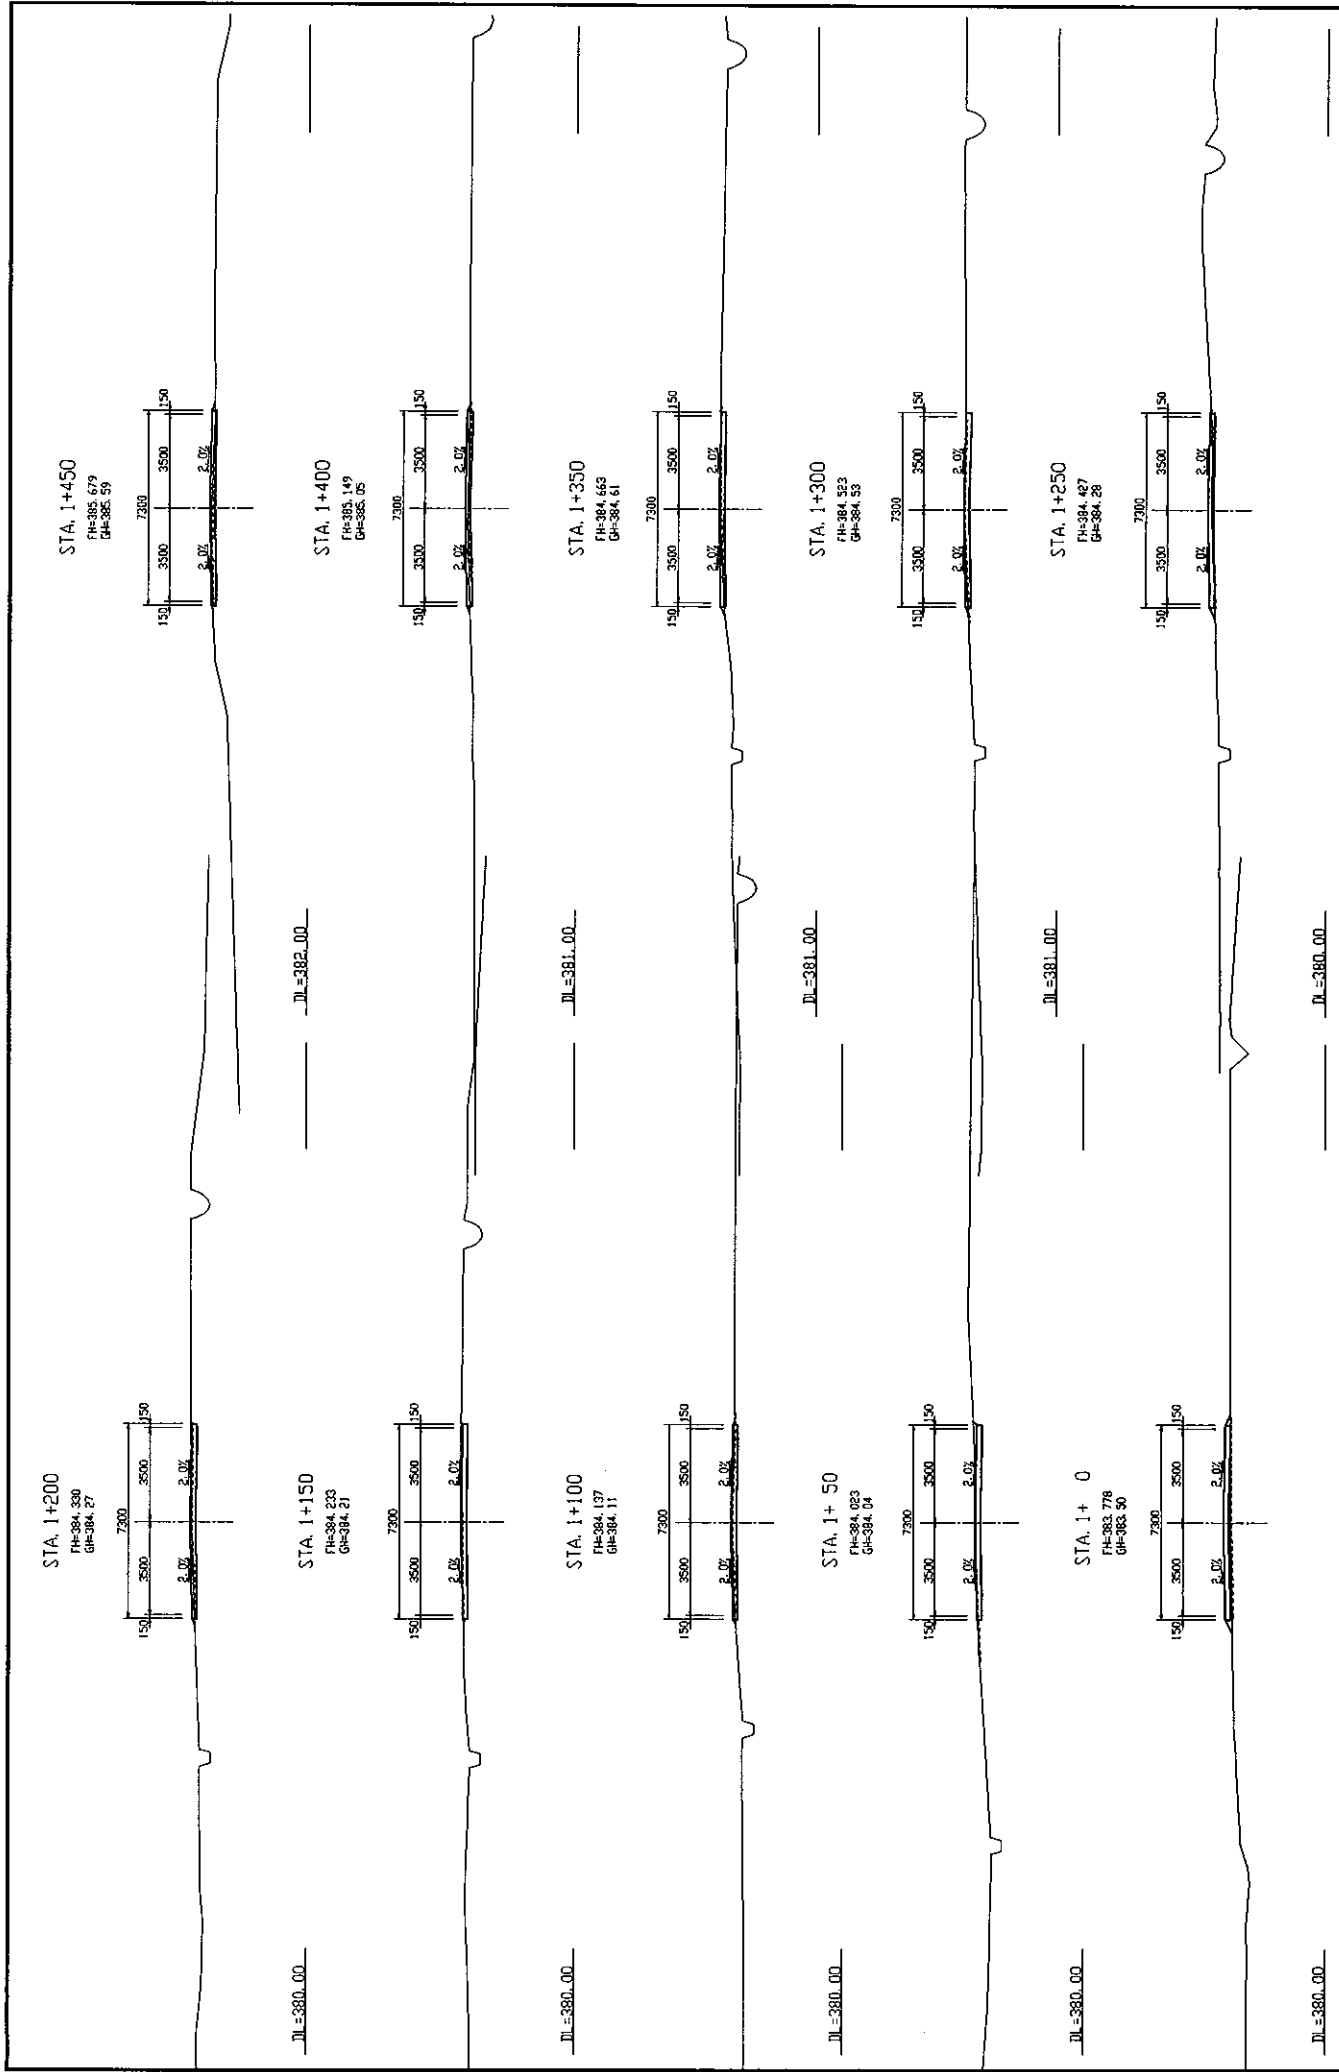 STA. 1+200
FH=384.330
GH=384.27
7300
150 3500 3500 150
2.0% 2.0%
DL=380.00
STA. 1+150
FH=384.233
GH=384.21
7300
150 3500 3500 150
2.0% 2.0%
DL=380.00
STA. 1+100
FH=384.137
GH=384.11
7300
150 3500 3500 150
2.0% 2.0%
DL=380.00
STA. 1+ 50
FH=384.023
GH=384.04
7300
150 3500 3500 150
2.0% 2.0%
DL=380.00
STA. 1+ 0
FH=383.778
GH=383.50
7300
150 3500 3500 150
2.0% 2.0%
DL=380.00
STA. 1+450
FH=385.679
GH=385.59
7300
150 3500 3500 150
2.0% 2.0%
DL=382.00
STA. 1+400
FH=385.149
GH=385.05
7300
150 3500 3500 150
2.0% 2.0%
DL=381.00
STA. 1+350
FH=384.663
GH=384.61
7300
150 3500 3500 150
2.0% 2.0%
DL=381.00
STA. 1+300
FH=384.523
GH=384.53
7300
150 3500 3500 150
2.0% 2.0%
DL=381.00
STA. 1+250
FH=384.427
GH=384.28
7300
150 3500 3500 150
2.0% 2.0%
DL=380.00